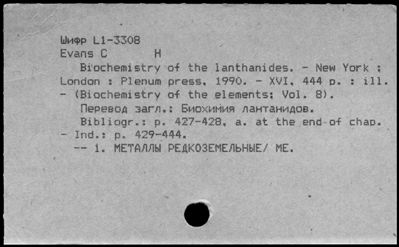 Шифр L1-3308
Evans C H
Biochemistry of the lanthanides. - New York ;
London : Plenum press, 1990. - XVI, 444 p. : ill.
- (Biochemistry of the elements; Vol. 8).
Перевод загл.: Биохимия лантанидов.
Bibliogr.: p. 427-428, a. at the end of chap.
- Ind.: p. 429-444.
-- 1. МЕТАЛЛЫ РЕДКОЗЕМЕЛЬНЫЕ/ МЕ.